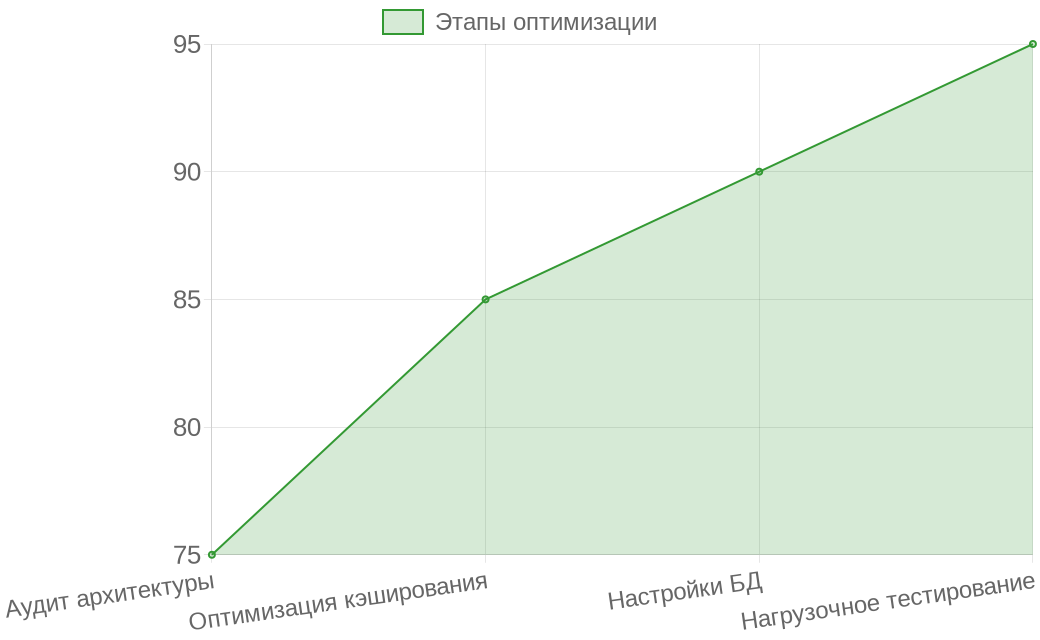 Этапы оптимизации
95
90
85
80
75
Аудит архитектуры
Оптимизация кэширования
Настройки БД
Нагрузочное тестирование